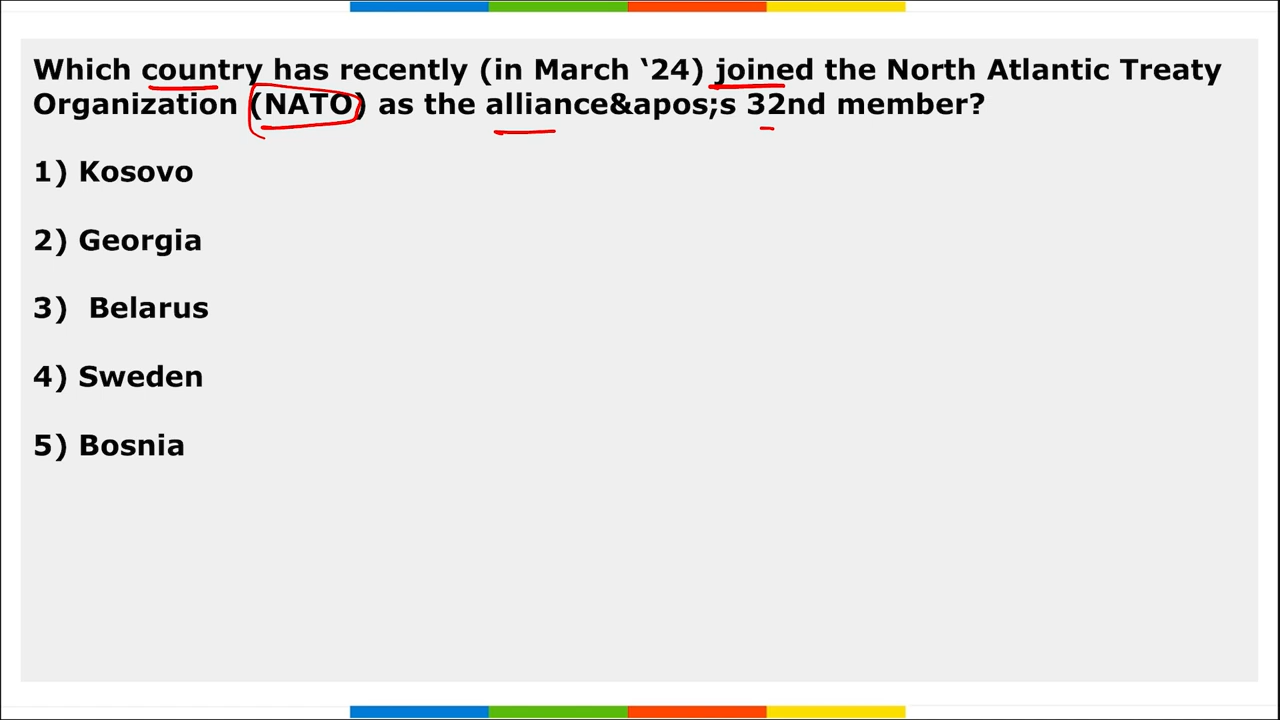 Which country has recently (in March ‘24) joined the North Atlantic Treaty
Organization (NATO) as the alliance&apos;s 32nd member?
1) Kosovo
2) Georgia
3)  Belarus
4) Sweden
5) Bosnia